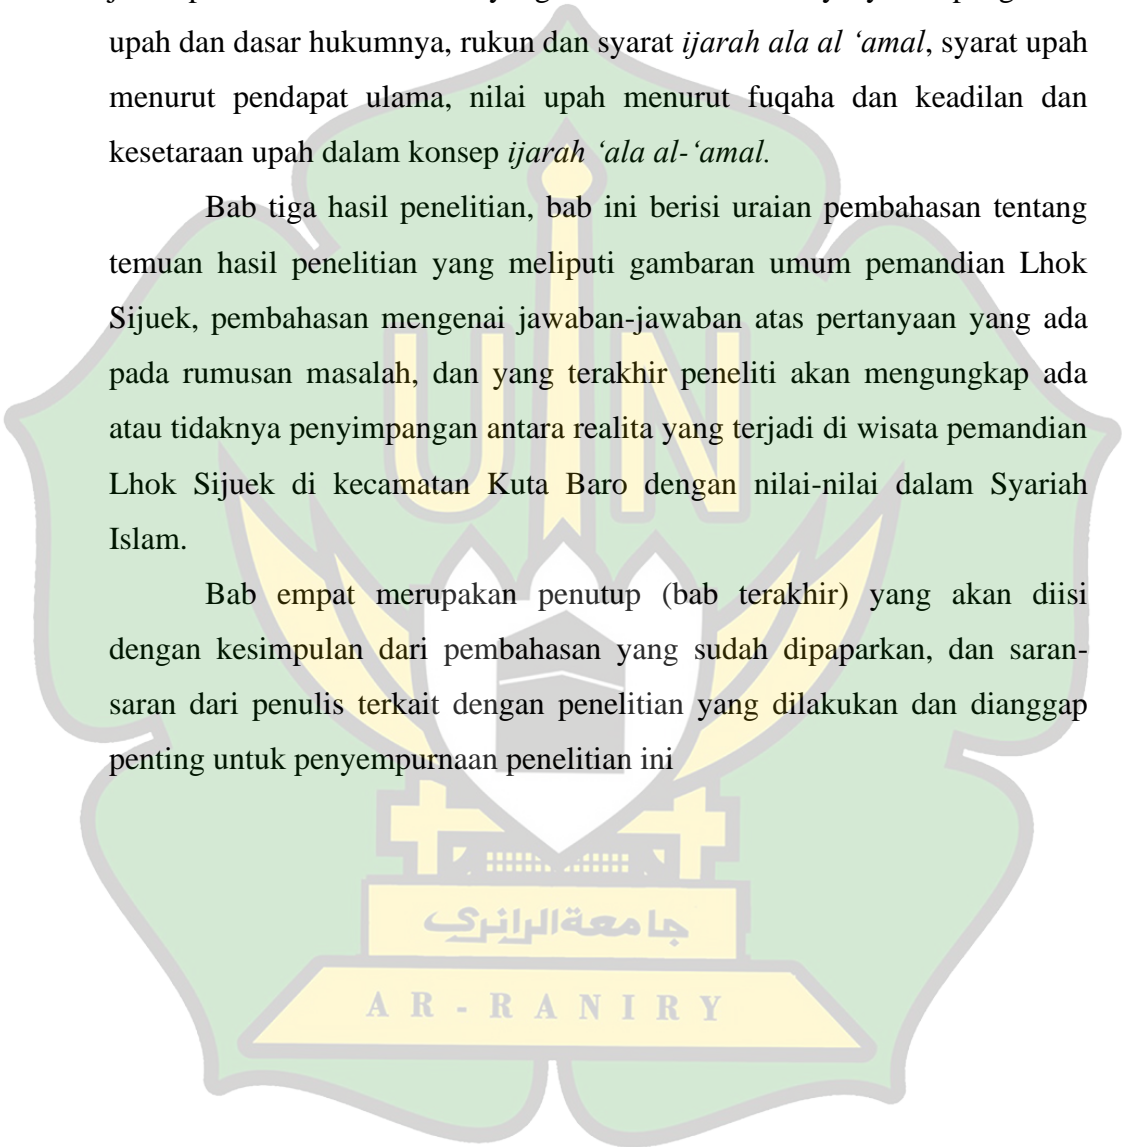 upah dan dasar hukumnya, rukun dan syarat ijarah ala al ‘amal, syarat upah
menurut pendapat ulama, nilai upah menurut fuqaha dan keadilan dan
kesetaraan upah dalam konsep ijarah ‘ala al-‘amal.
Bab tiga hasil penelitian, bab ini berisi uraian pembahasan tentang
temuan hasil penelitian yang meliputi gambaran umum pemandian Lhok
Sijuek, pembahasan mengenai jawaban-jawaban atas pertanyaan yang ada
pada rumusan masalah, dan yang terakhir peneliti akan mengungkap ada
atau tidaknya penyimpangan antara realita yang terjadi di wisata pemandian
Lhok Sijuek di kecamatan Kuta Baro dengan nilai-nilai dalam Syariah
Islam.
Bab empat merupakan penutup (bab terakhir) yang akan diisi
dengan kesimpulan dari pembahasan yang sudah dipaparkan, dan saran-
saran dari penulis terkait dengan penelitian yang dilakukan dan dianggap
penting untuk penyempurnaan penelitian ini
UIN
جامعة الرانري
AR-RANIRY